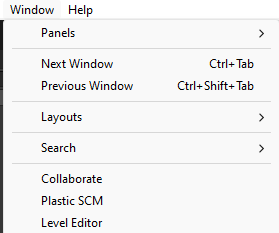 Window Help
Panels
Next Window Ctrl+Tab
Previous Window Ctrl+Shift+Tab
Layouts
Search
Collaborate
Plastic SCM
Level Editor